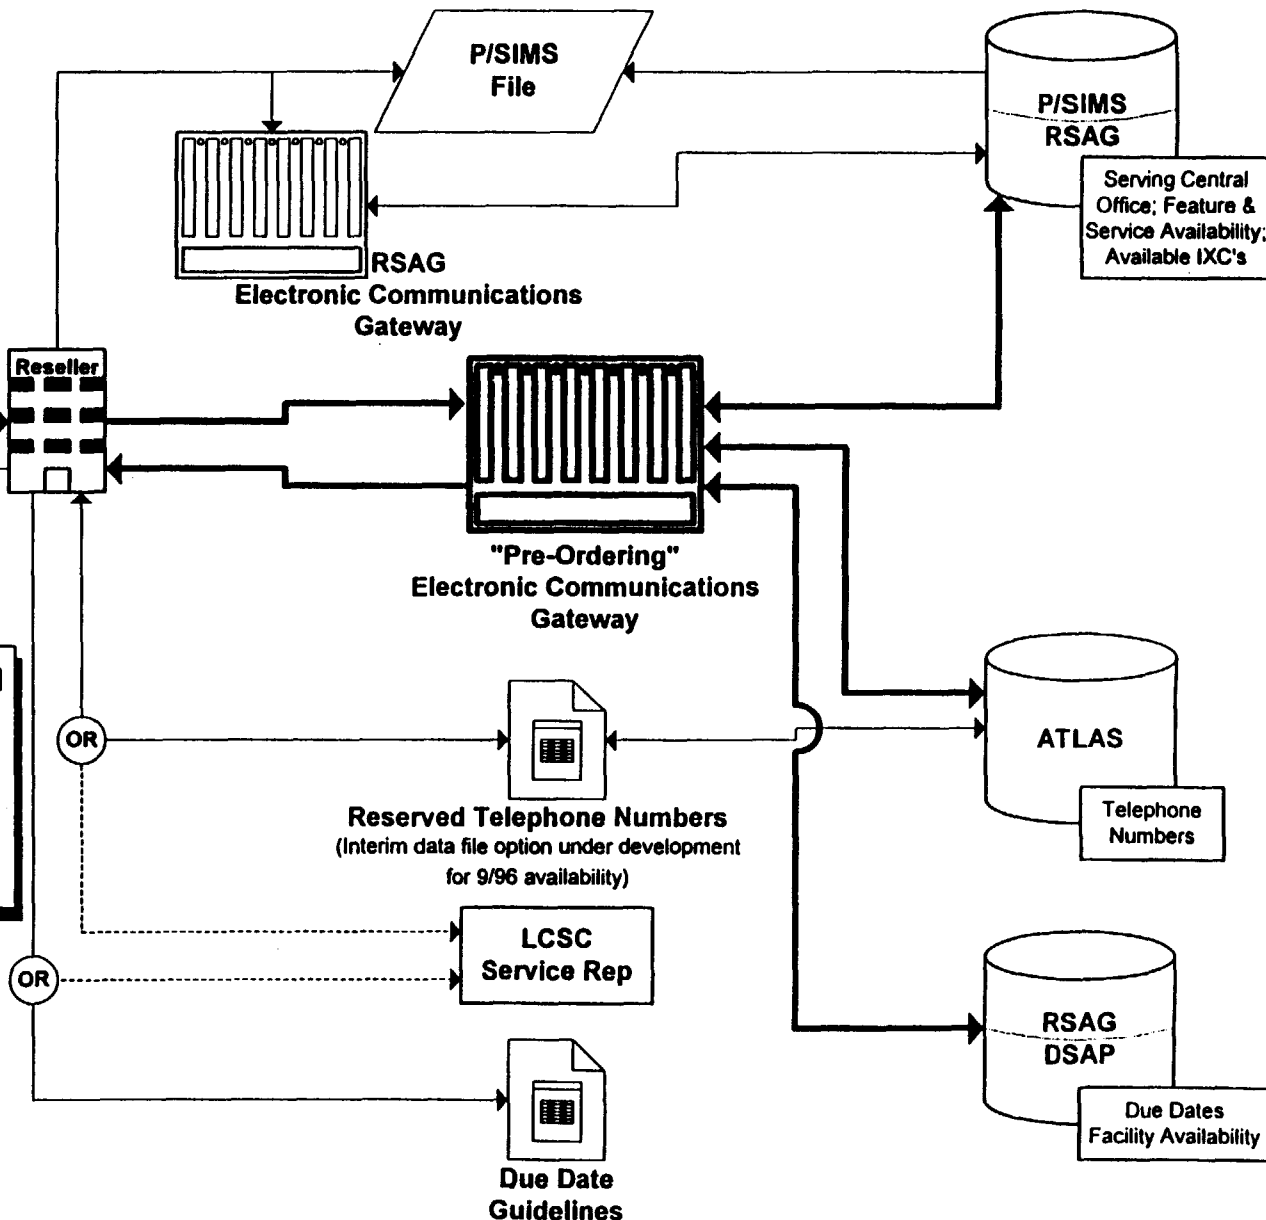 P/SIMS
File
P/SIMS
RSAG
Serving Central
Office; Feature &
Service Availability;
Available IXC's
RSAG
Electronic Communications
Gateway
Reseller
"Pre-Ordering"
Electronic Communications
Gateway
OR
Reserved Telephone Numbers
(Interim data file option under development
for 9/96 availability)
ATLAS
Telephone
Numbers
LCSC
Service Rep
OR
RSAG
DSAP
Due Dates
Facility Availability
Due Date
Guidelines